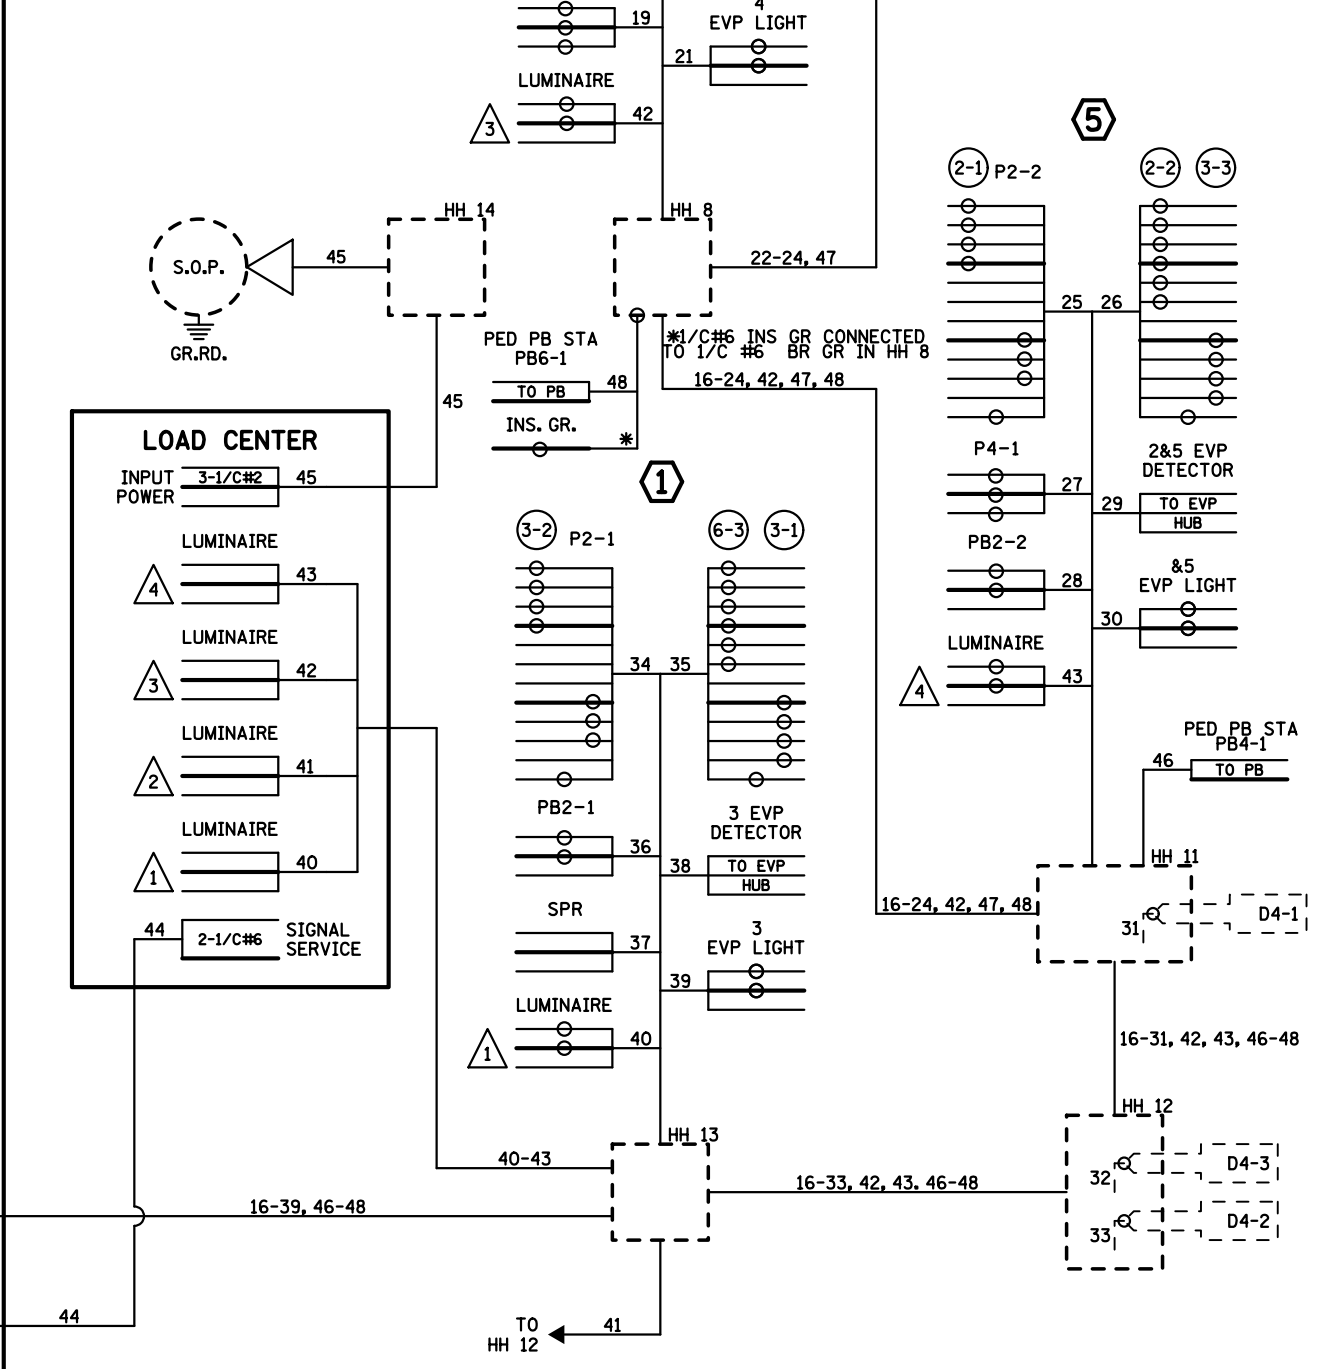 4
EVP LIGHT
19
21
LUMINAIRE
42
3
5
2-1
P2-2
2-2
3-3
HH 14
HH 8
S.O.P.
45
22-24, 47
GR.RD.
25
26
PED PB STA
PB6-1
*1/C#6 INS GR CONNECTED
TO 1/C #6 BR GR IN HH 8
TO PB
48
16-24, 42, 47, 48
45
INS. GR.
*
LOAD CENTER
INPUT
POWER
3-1/C#2
45
LUMINAIRE
4
43
LUMINAIRE
3
42
LUMINAIRE
2
41
LUMINAIRE
1
40
44
2-1/C#6
SIGNAL
SERVICE
1
3-2
P2-1
6-3
3-1
34
35
PB2-1
36
3 EVP
DETECTOR
38
TO EVP
HUB
SPR
37
3
EVP LIGHT
39
LUMINAIRE
1
40
P4-1
27
2&5 EVP
DETECTOR
29
TO EVP
HUB
PB2-2
28
&5
EVP LIGHT
30
LUMINAIRE
4
43
PED PB STA
PB4-1
46
TO PB
HH 11
16-24, 42, 47, 48
31
D4-1
16-31, 42, 43, 46-48
HH 12
HH 13
40-43
32
D4-3
16-33, 42, 43. 46-48
16-39, 46-48
33
D4-2
44
TO
HH 12
41